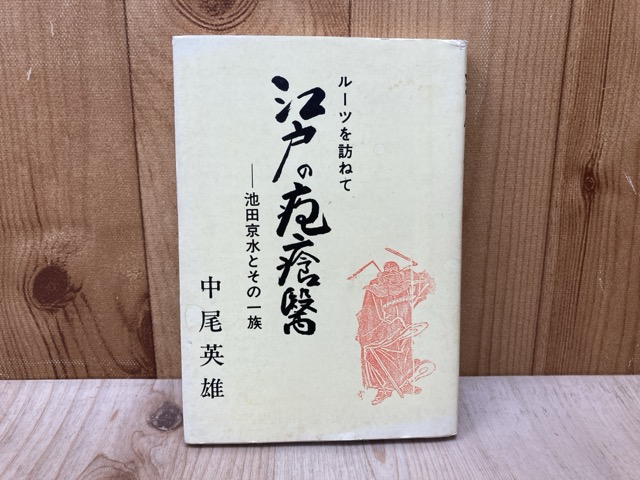 ルーツを訪ねて
江戸の疱瘡醫
—池田京水とその一族
中尾英雄